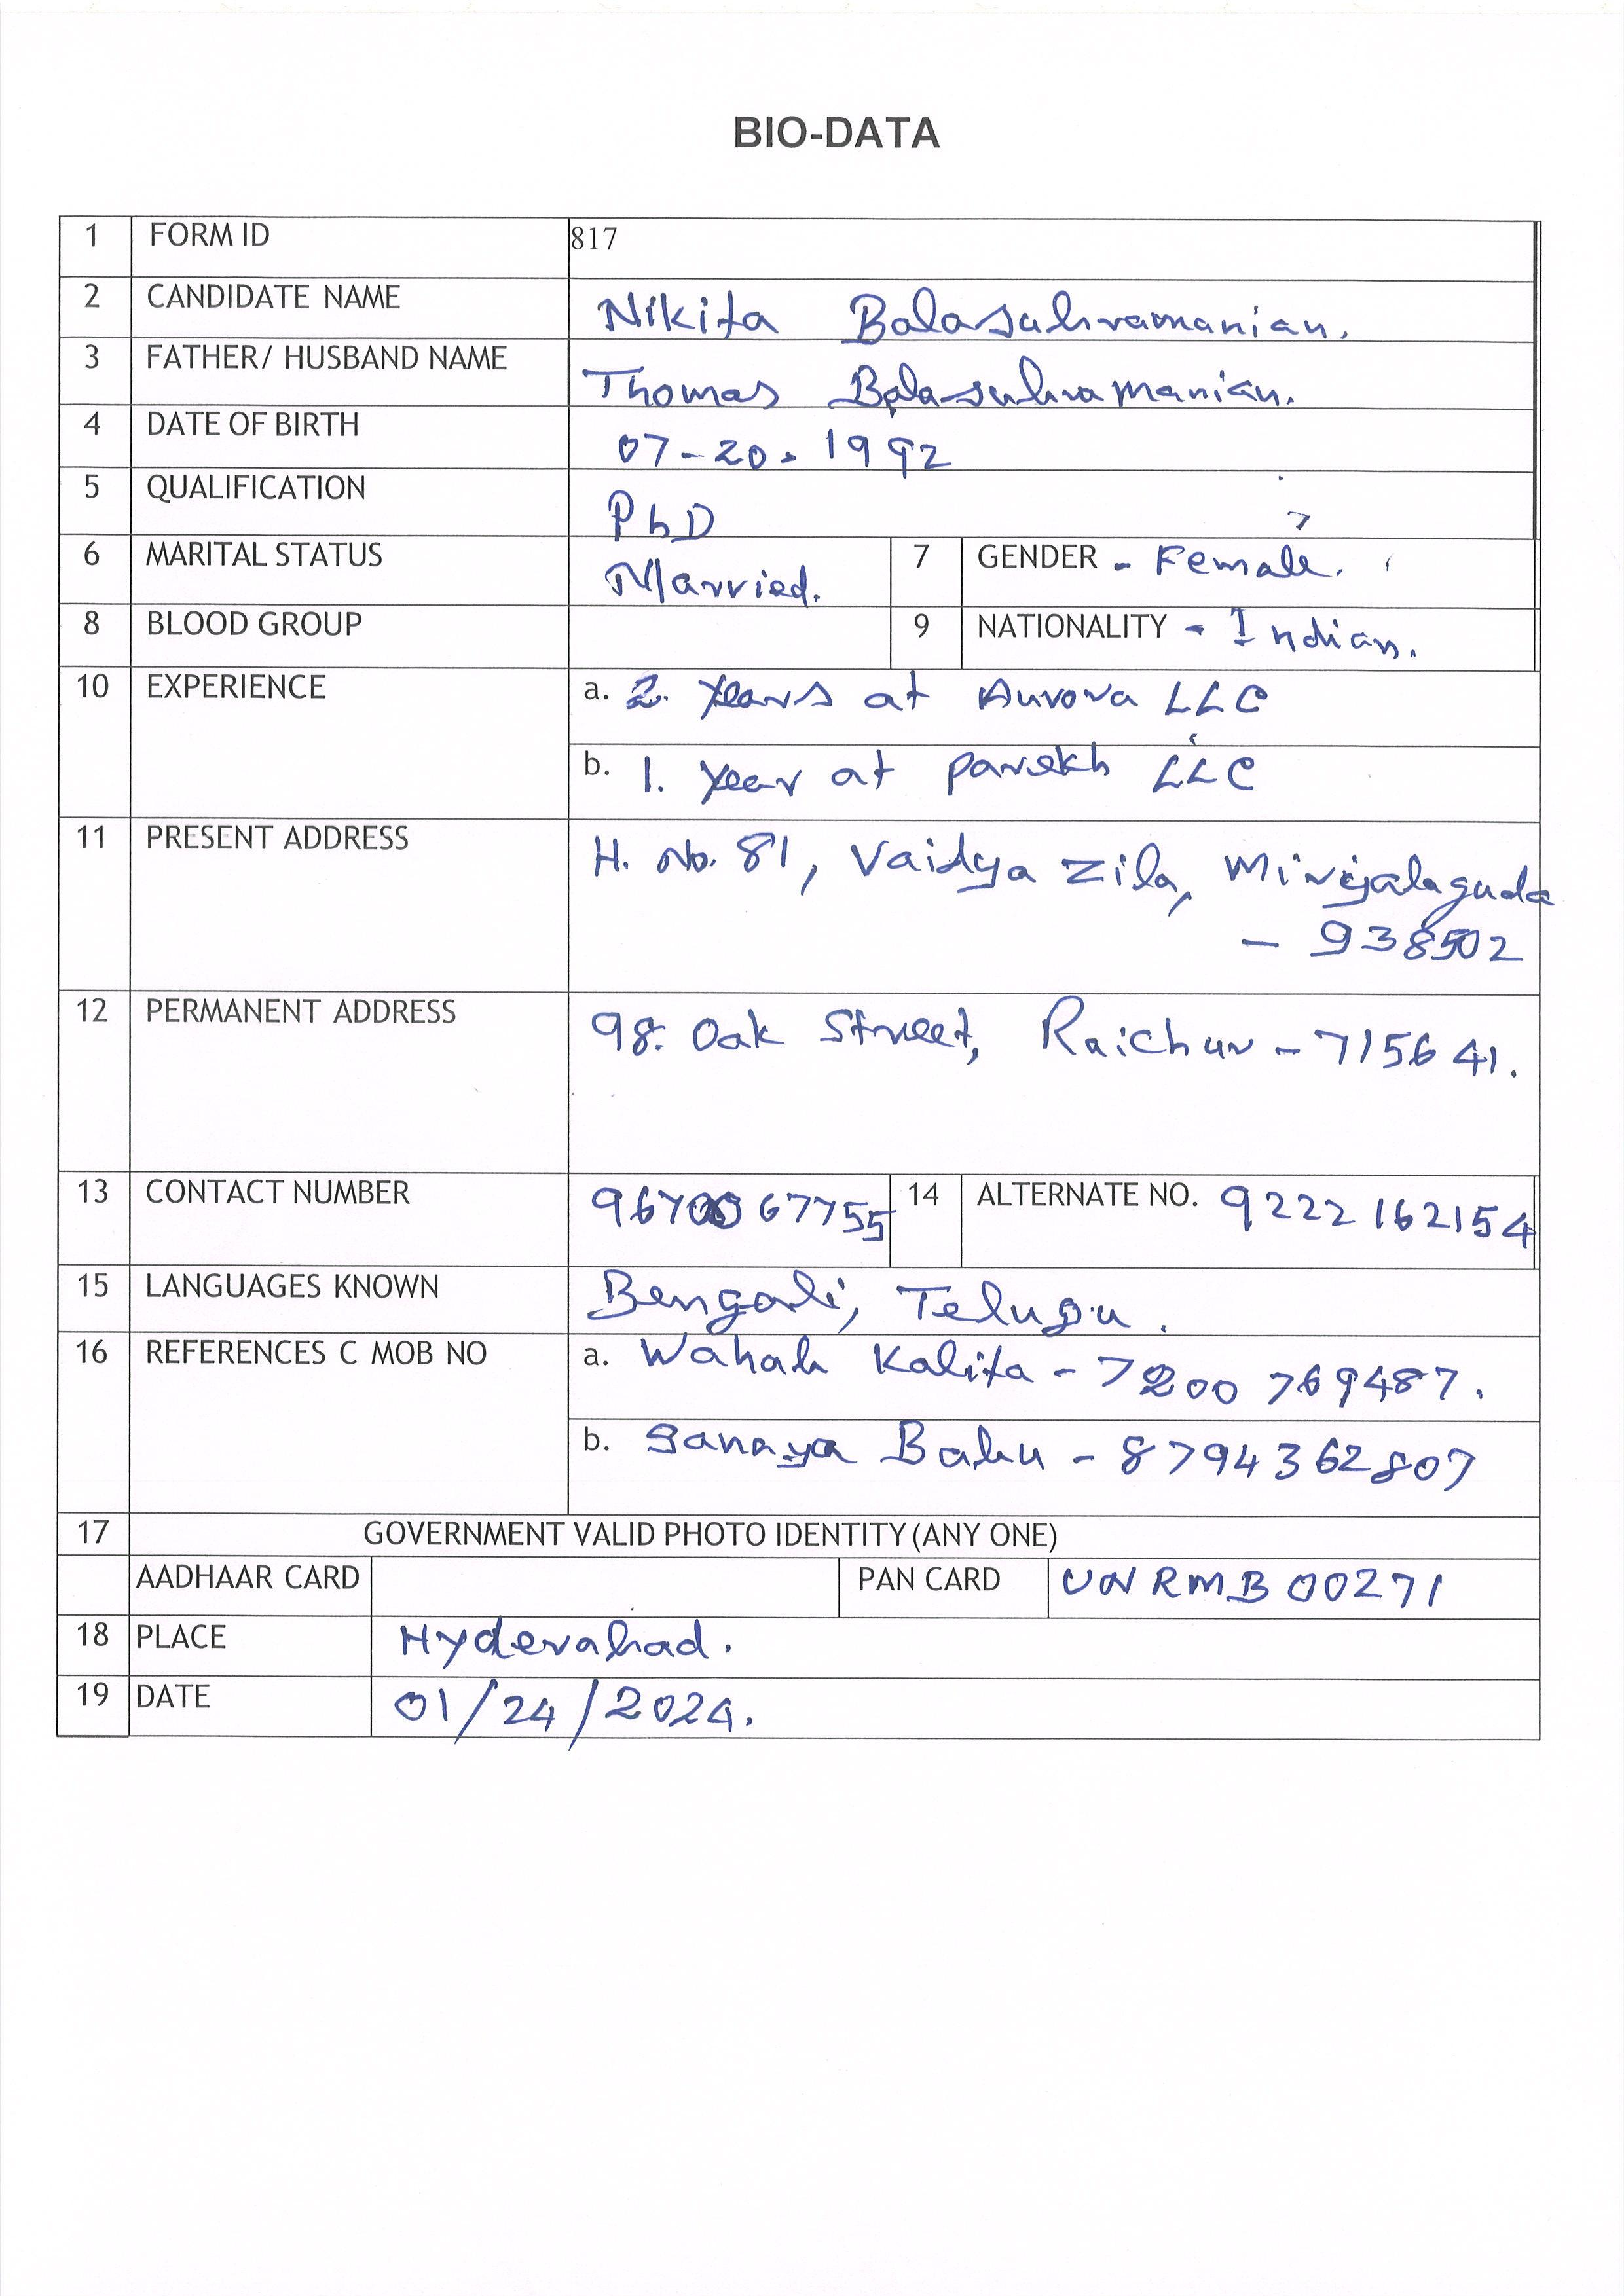 BIO-DATA
1 FORM ID 817
2 CANDIDATE NAME Nikita Balasubramanian.
3 FATHER/ HUSBAND NAME Thomas Balasubramanian.
4 DATE OF BIRTH 07-20-1992
5 QUALIFICATION PhD
6 MARITAL STATUS Married. 7 GENDER - Female.
8 BLOOD GROUP 9 NATIONALITY - Indian.
10 EXPERIENCE a. 2. Years at Aurora LLC
b. 1. Year at Parekh LLC
11 PRESENT ADDRESS H. No. 81, Vaidya Zila, Miryalaguda
- 938502
12 PERMANENT ADDRESS 98. Oak Street, Raichur - 715641.
13 CONTACT NUMBER 9670067755 14 ALTERNATE NO. 9222162154
15 LANGUAGES KNOWN Bengali, Telugu.
16 REFERENCES C MOB NO a. Wahab Kalita - 7200769487.
b. Sanaya Babu - 8794362807
17 GOVERNMENT VALID PHOTO IDENTITY (ANY ONE)
AADHAAR CARD PAN CARD UNRMB00271
18 PLACE Hyderabad.
19 DATE 01/24/2024.